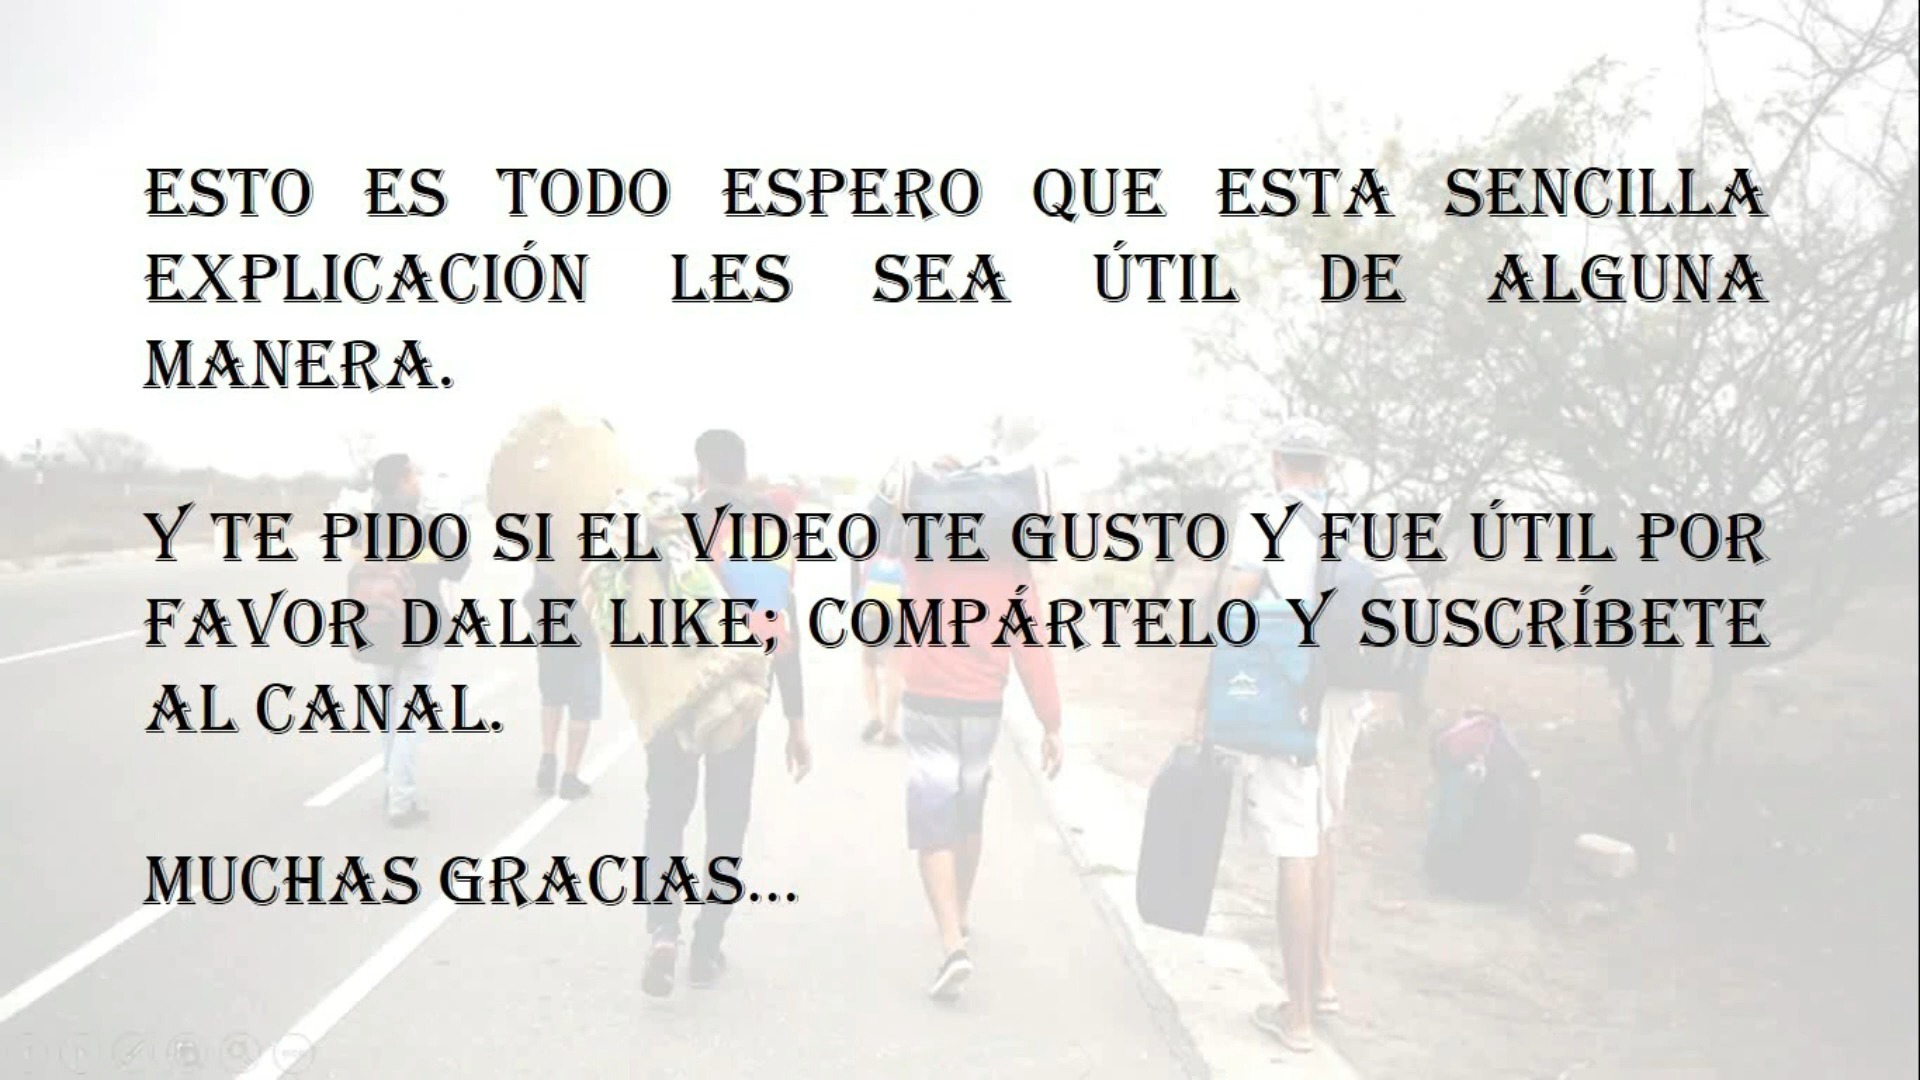 ESTO ES TODO ESPERO QUE ESTA SENCILLA
EXPLICACIÓN LES SEA ÚTIL DE ALGUNA
MANERA.
Y TE PIDO SI EL VIDEO TE GUSTO Y FUE ÚTIL POR
FAVOR DALE LIKE; COMPÁRTELO Y SUSCRÍBETE
AL CANAL.
MUCHAS GRACIAS...